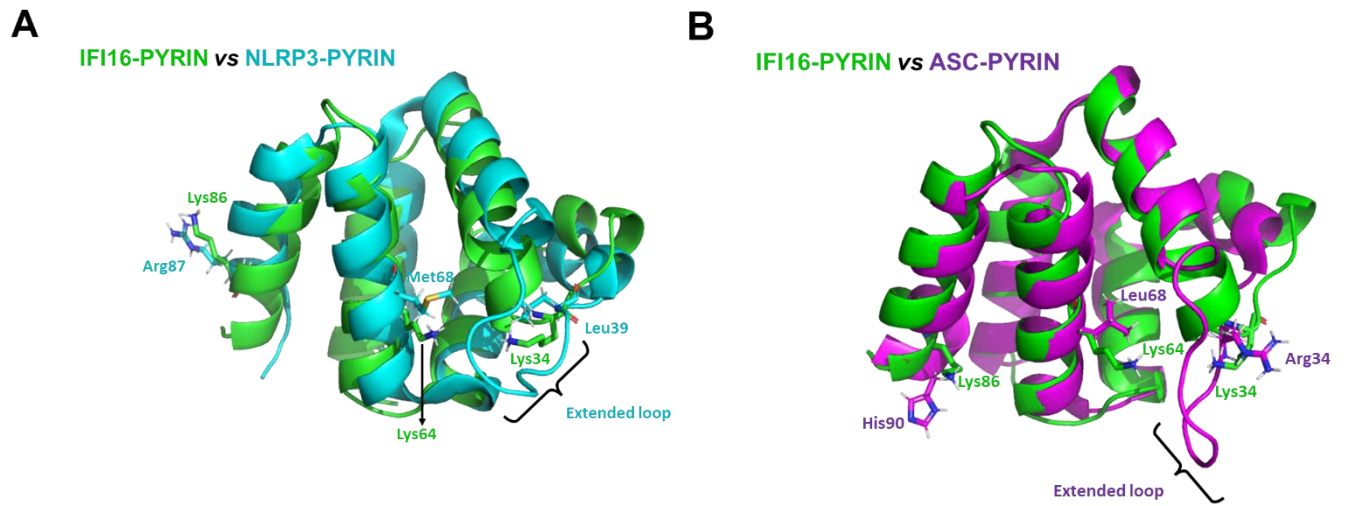 A
IFI16-PYRIN vs NLRP3-PYRIN
Lys86
Arg87
Met68
Leu39
Lys34
Extended loop
Lys64
B
IFI16-PYRIN vs ASC-PYRIN
Leu68
Lys64
Arg34
Lys86
Lys34
His90
Extended loop